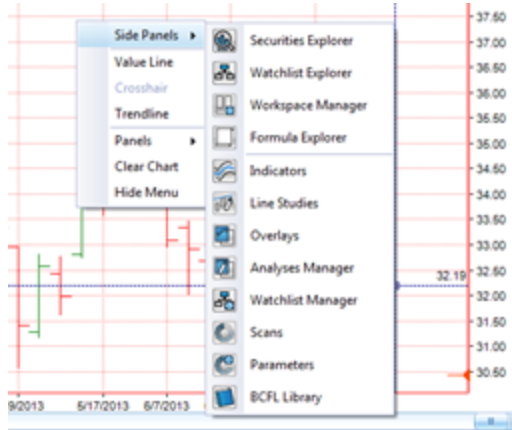 Side Panels
Value Line
Crosshair
Trendline
Panels
Clear Chart
Hide Menu
Securities Explorer
Watchlist Explorer
Workspace Manager
Formula Explorer
Indicators
Line Studies
Overlays
Analyses Manager
Watchlist Manager
Scans
Parameters
BCFL Library
37.50
37.00
36.50
36.00
35.50
35.00
34.50
34.00
33.50
33.00
32.50
32.19
32.00
31.50
31.00
30.50
9/2013 5/17/2013 6/7/2013